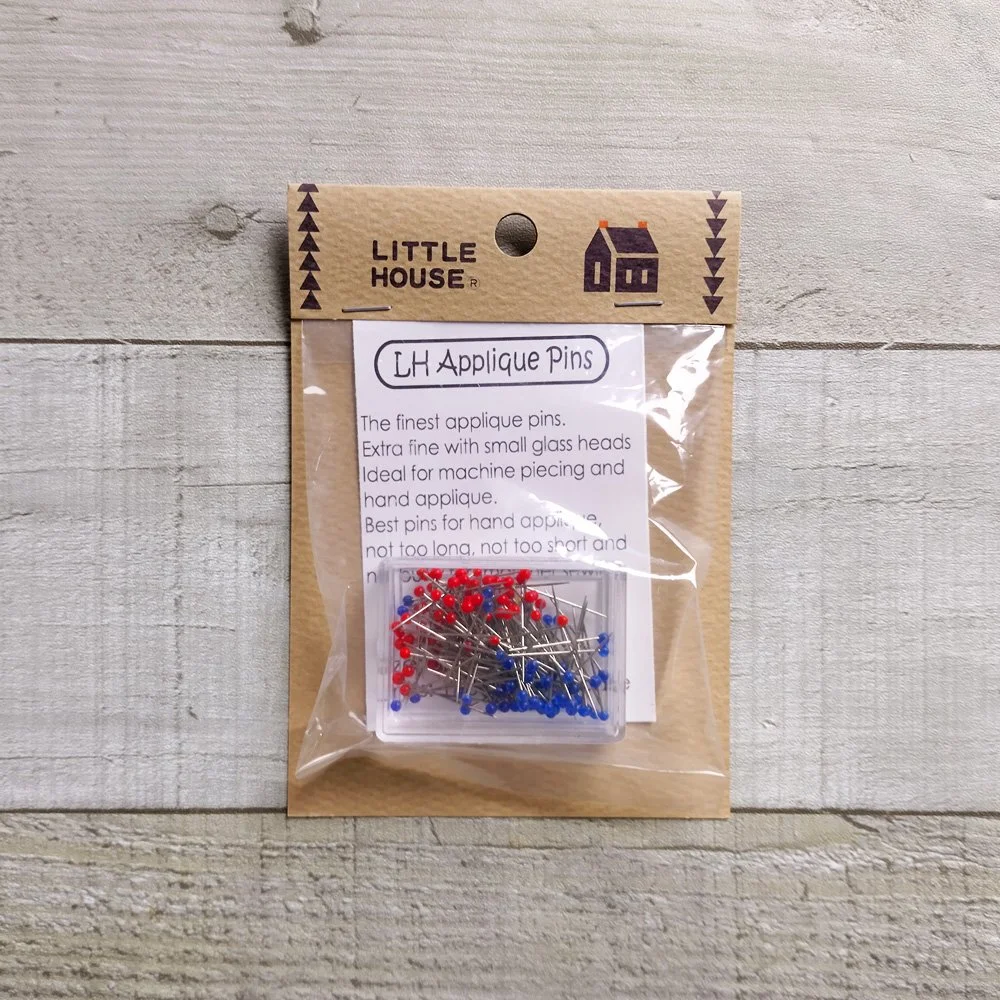 LITTLE
HOUSE®
LH Applique Pins
The finest applique pins.
Extra fine with small glass heads
Ideal for machine piecing and
hand applique.
Best pins for hand applique,
not too long, not too short and